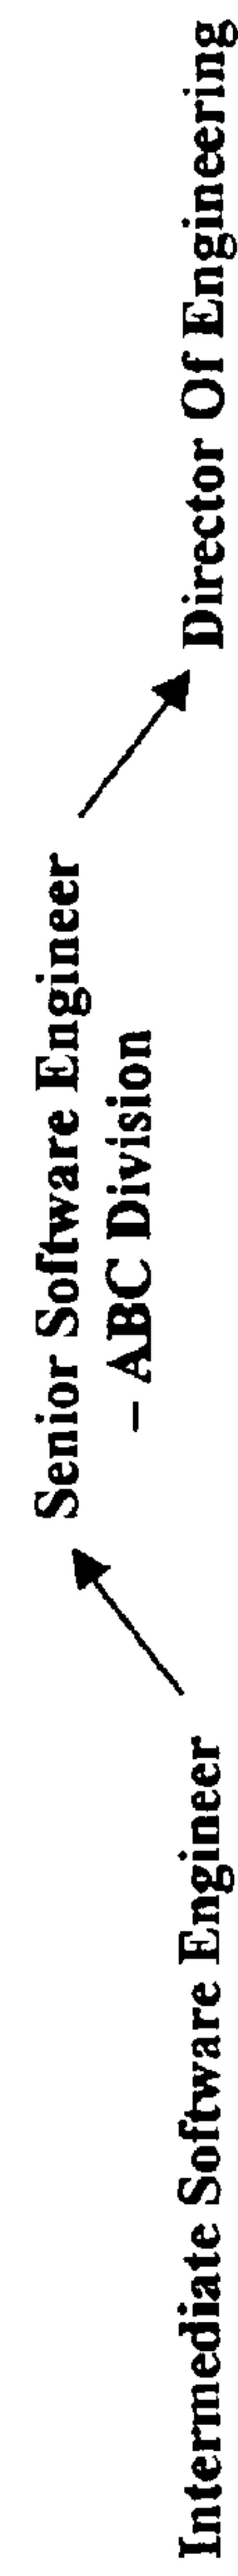 Intermediate Software Engineer
Senior Software Engineer
– ABC Division
Director Of Engineering